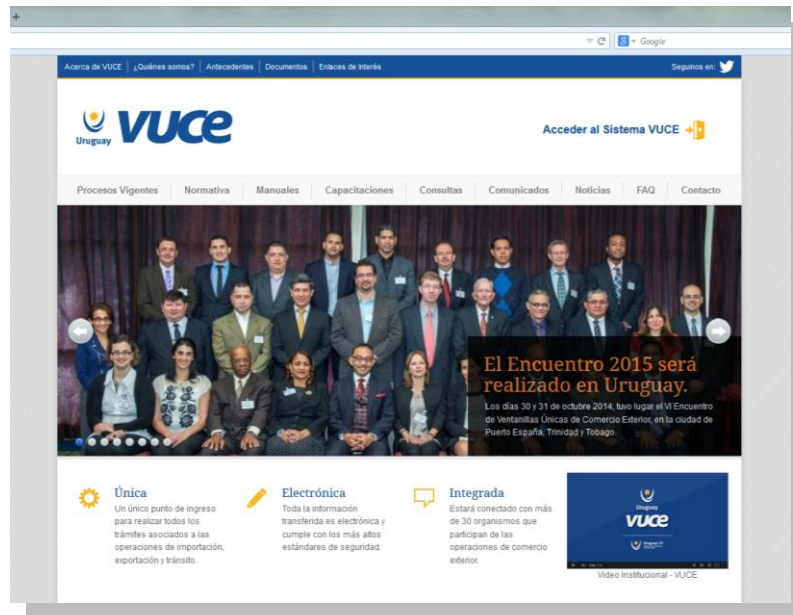 +
Google
Acerca de VUCE | ¿Quiénes somos? | Antecedentes | Documentos | Enlaces de Interés
Seguinos en:
Uruguay
VUCE
Acceder al Sistema VUCE
Procesos Vigentes Normativa Manuales Capacitaciones Consultas Comunicados Noticias FAQ Contacto
El Encuentro 2015 será
realizado en Uruguay.
Los días 30 y 31 de octubre 2014, tuvo lugar el VI Encuentro
de Ventanillas Únicas de Comercio Exterior, en la ciudad de
Puerto España, Trinidad y Tobago.
Única
Un único punto de ingreso
para realizar todos los
trámites asociados a las
operaciones de importación,
exportación y tránsito.
Electrónica
Toda la información
transferida es electrónica y
cumple con los más altos
estándares de seguridad.
Integrada
Estará conectado con más
de 30 organismos que
participan de las
operaciones de comercio
exterior.
Uruguay
VUCE
Video Institucional - VUCE